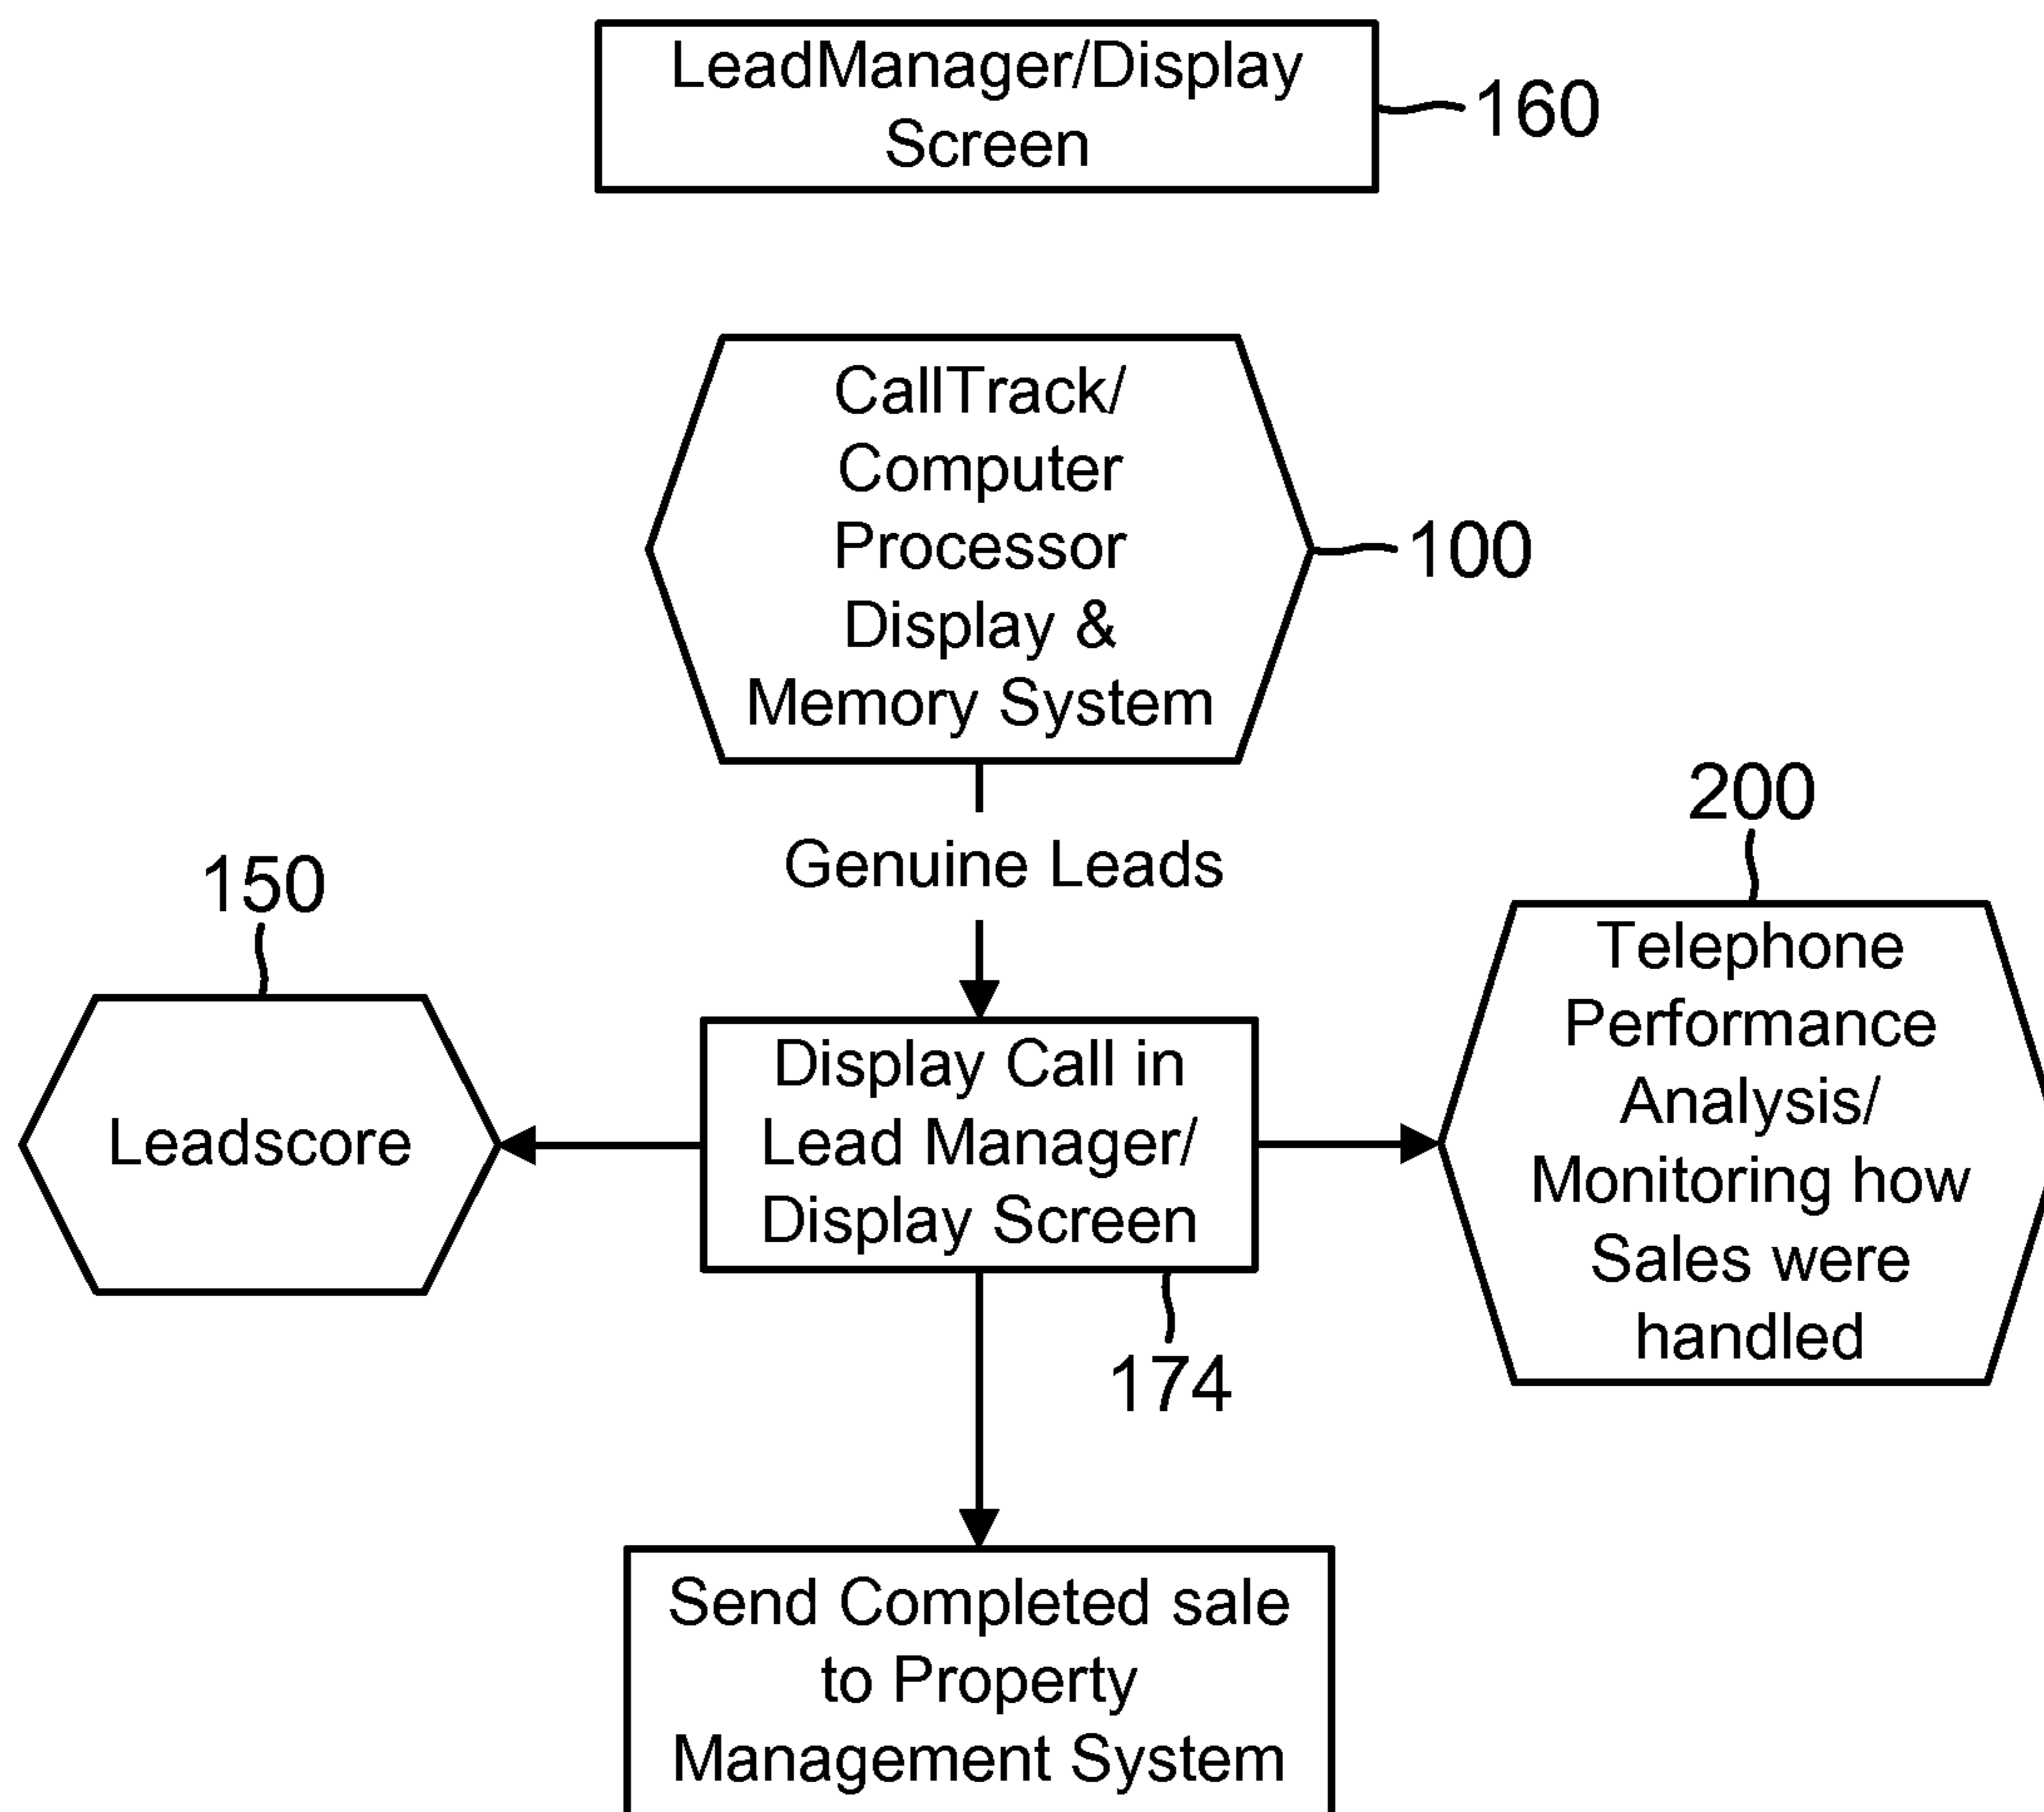 LeadManager/Display
Screen
160
CallTrack/
Computer
Processor
Display &
Memory System
100
Genuine Leads
150
Leadscore
Display Call in
Lead Manager/
Display Screen
174
200
Telephone
Performance
Analysis/
Monitoring how
Sales were
handled
Send Completed sale
to Property
Management System